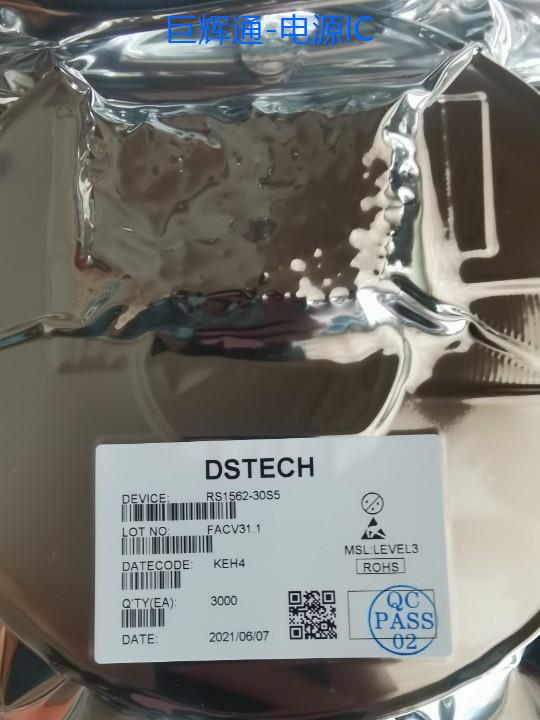 巨辉通-电源IC
DSTECH
DEVICE: RS1562-30S5
LOT NO: FACV31.1
MSL:LEVEL3
DATECODE: KEH4
ROHS
Q'TY(EA): 3000
QC
PASS
02
DATE: 2021/06/07